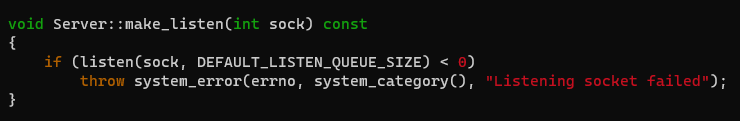 void Server::make_listen(int sock) const
{
    if (listen(sock, DEFAULT_LISTEN_QUEUE_SIZE) < 0)
        throw system_error(errno, system_category(), "Listening socket failed");
}